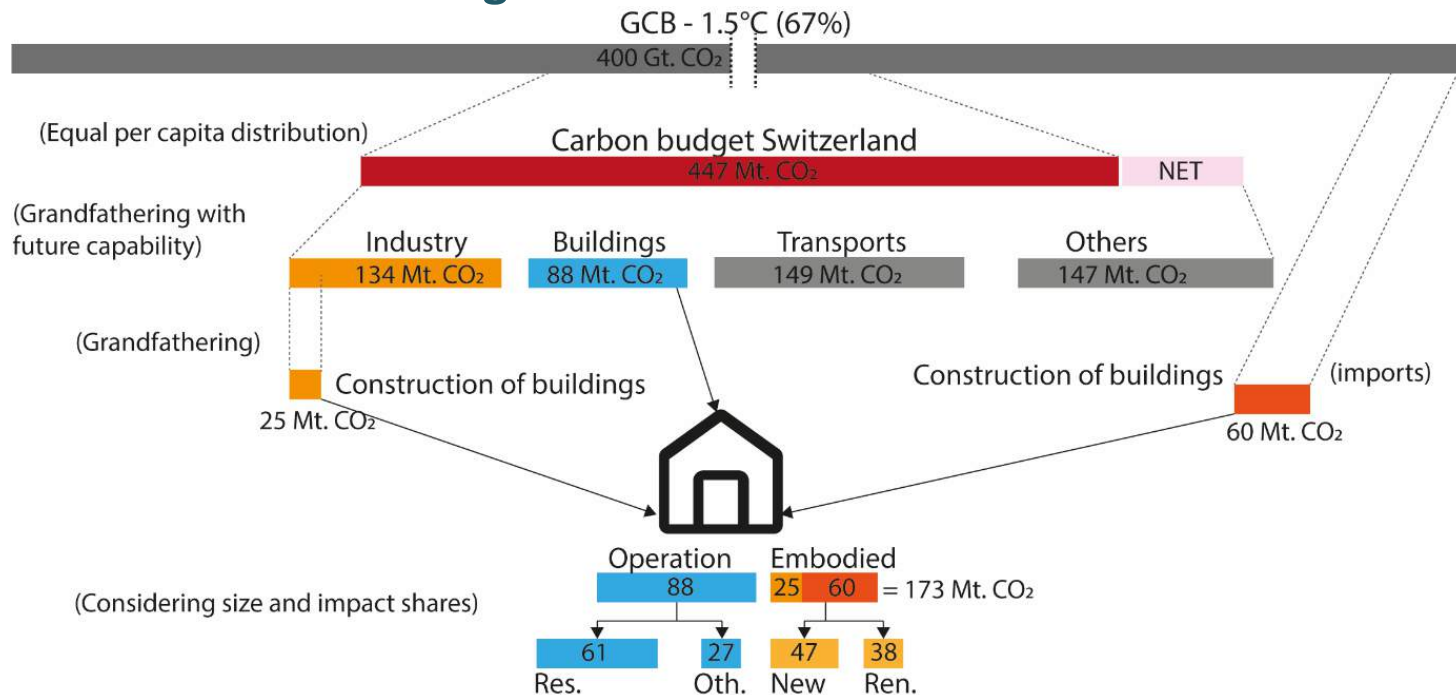 GCB - 1.5°C (67%)
400 Gt. CO₂
(Equal per capita distribution)
Carbon budget Switzerland
447 Mt. CO₂
NET
(Grandfathering with
future capability)
Industry
Buildings
Transports
Others
134 Mt. CO₂
88 Mt. CO₂
149 Mt. CO₂
147 Mt. CO₂
(Grandfathering)
Construction of buildings
25 Mt. CO₂
Construction of buildings
(imports)
60 Mt. CO₂
Operation
Embodied
88
25
60
= 173 Mt. CO₂
(Considering size and impact shares)
61
27
47
38
Res.
Oth.
New
Ren.